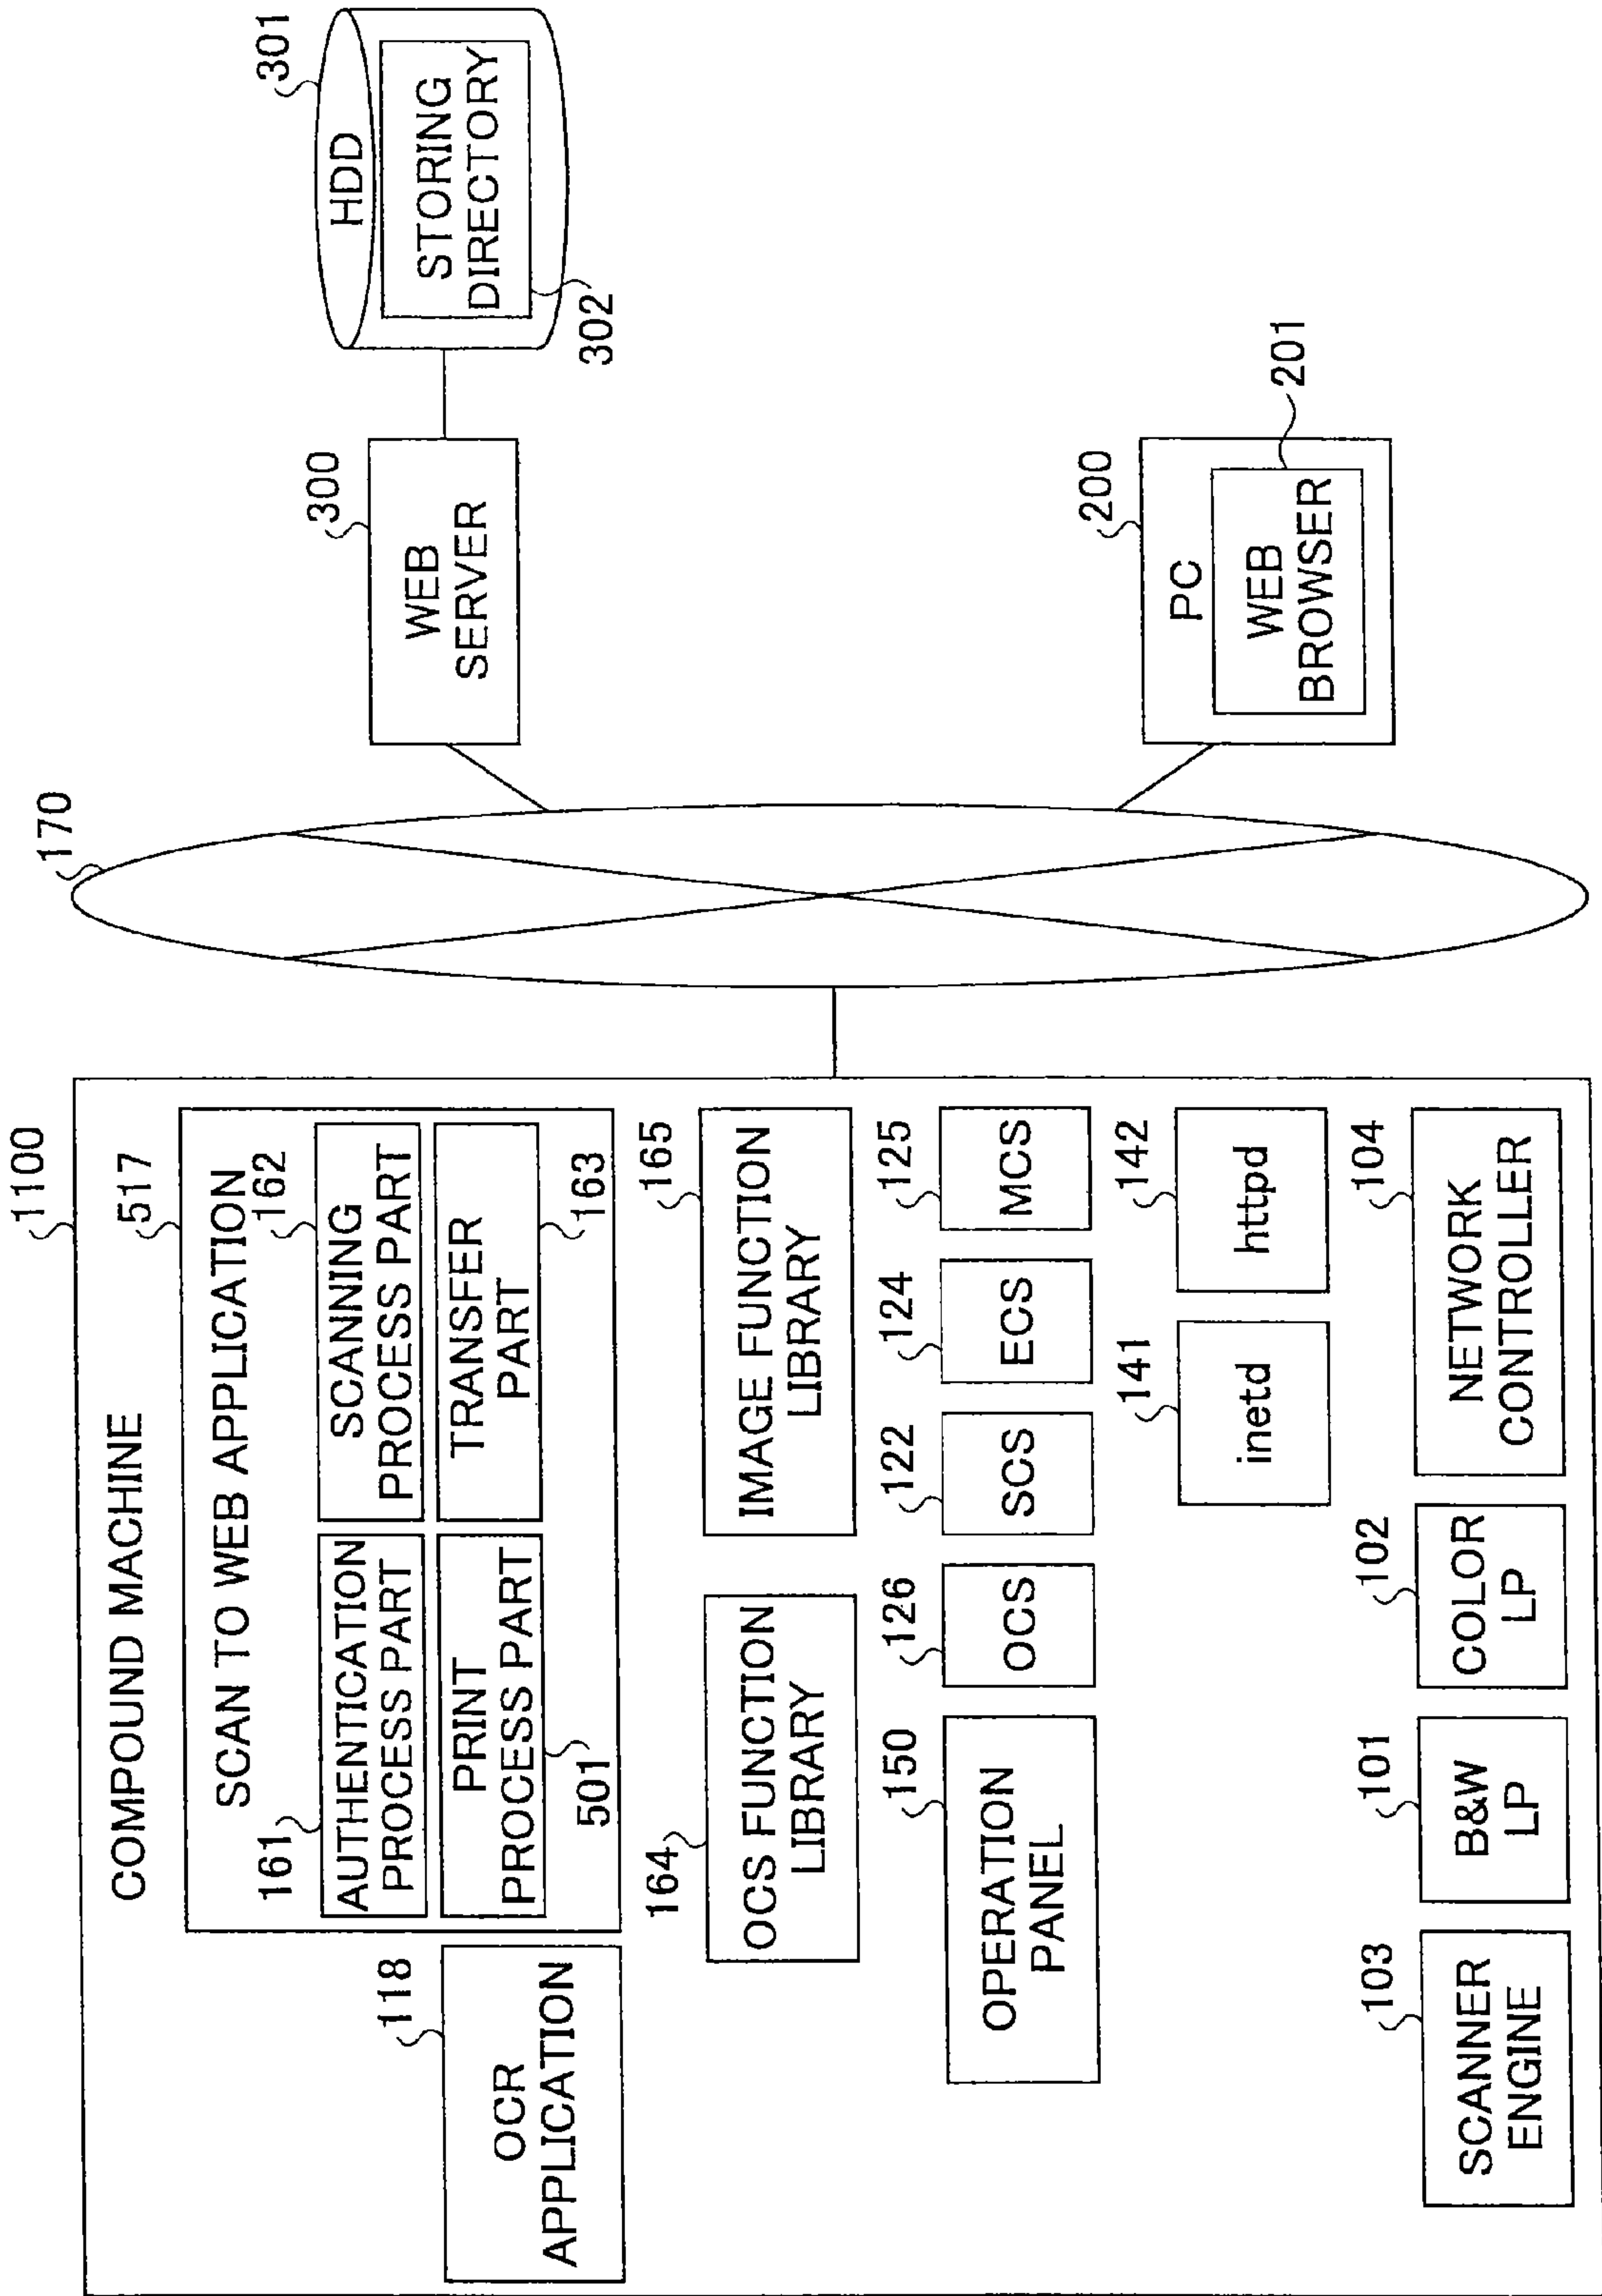 1100
COMPOUND MACHINE
517
SCAN TO WEB APPLICATION
161
AUTHENTICATION
PROCESS PART
162
SCANNING
PROCESS PART
PRINT
PROCESS PART
501
TRANSFER
PART
163
118
OCR
APPLICATION
164
OCS FUNCTION
LIBRARY
165
IMAGE FUNCTION
LIBRARY
150
OPERATION
PANEL
126
OCS
122
SCS
124
ECS
125
MCS
141
inetd
142
httpd
103
SCANNER
ENGINE
101
B&W
LP
102
COLOR
LP
104
NETWORK
CONTROLLER
170
300
WEB
SERVER
301
HDD
STORING
DIRECTORY
302
200
PC
WEB
BROWSER
201